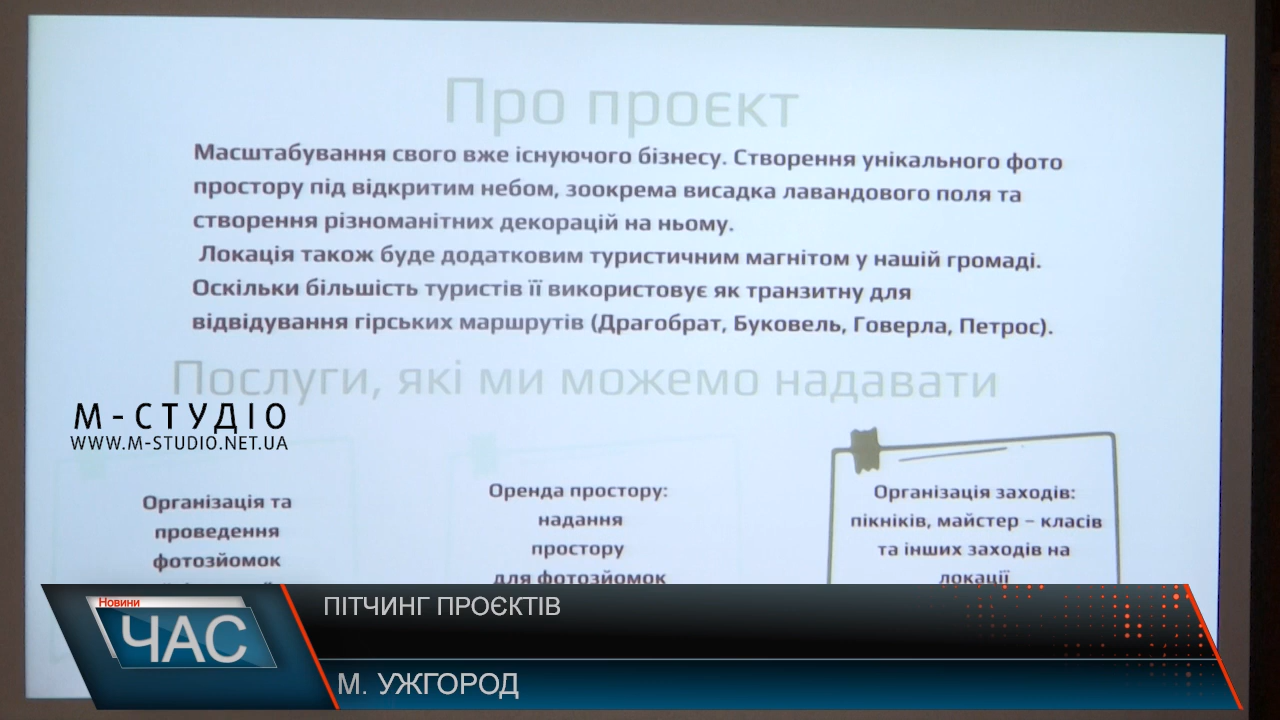 Про проєкт
Масштабування свого вже існуючого бізнесу. Створення унікального фото
простору під відкритим небом, зоокрема висадка лавандового поля та
створення різноманітних декорацій на ньому.
Локація також буде додатковим туристичним магнітом у нашій громаді.
Оскільки більшість туристів її використовує як транзитну для
відвідування гірських маршрутів (Драгобрат, Буковель, Говерла, Петрос).
Послуги, які ми можемо надавати
М-СТУДІО
WWW.M-STUDIO.NET.UA
Організація та
проведення
фотозйомок
Оренда простору:
надання
простору
для фотозйомок
Організація заходів:
пікніків, майстер – класів
та інших заходів на
локації
Новини
ЧАС
ПІТЧИНГ ПРОЄКТІВ
М. УЖГОРОД